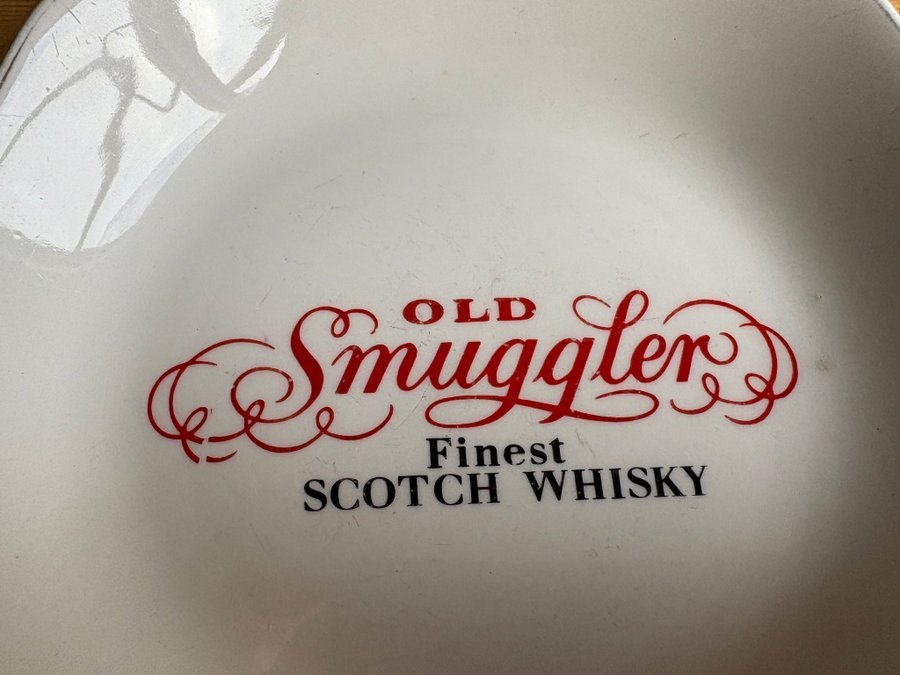 OLD
Smuggler
Finest
SCOTCH WHISKY